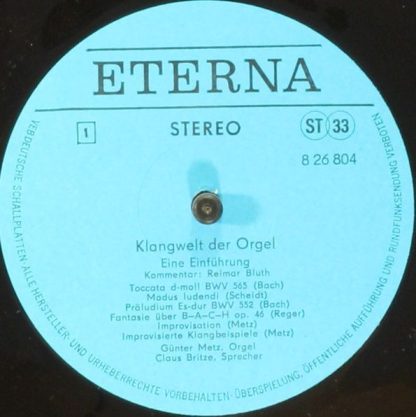 ETERNA
1
STEREO
ST 33
8 26 804
Klangwelt der Orgel
Eine Einführung
Kommentar: Reimar Bluth
Toccata d-moll BWV 565 (Bach)
Modus ludendi (Scheidt)
Präludium Es-dur BWV 552 (Bach)
Fantasie über B-A-C-H op. 46 (Reger)
Improvisation (Metz)
Improvisierte Klangbeispiele (Metz)
Günter Metz, Orgel
Claus Britze, Sprecher
VEB DEUTSCHE SCHALLPLATTEN ALLE HERSTELLER- UND URHEBERRECHTE VORBEHALTEN · ÜBERSPIELUNG, ÖFFENTLICHE AUFFÜHRUNG UND RUNDFUNKSENDUNG VERBOTEN